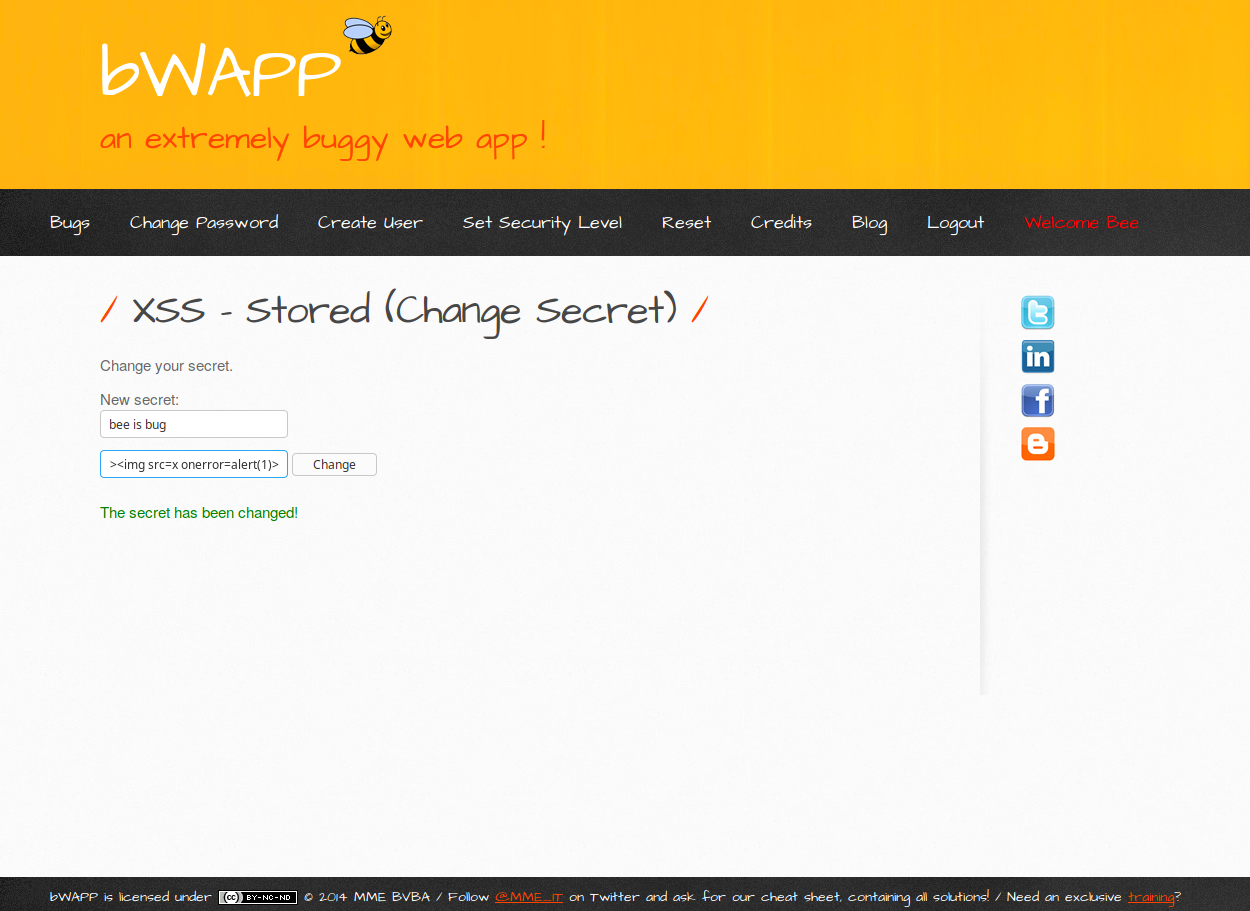 bWAPP
an extremely buggy web app !
Bugs Change Password Create User Set Security Level Reset Credits Blog Logout Welcome Bee
/ XSS - Stored (Change Secret) /
Change your secret.
New secret:
bee is bug
><img src=x onerror=alert(1)> Change
The secret has been changed!
bWAPP is licensed under cc BY-NC-ND © 2014 MME BVBA / Follow @MME_IT on Twitter and ask for our cheat sheet, containing all solutions! / Need an exclusive training?